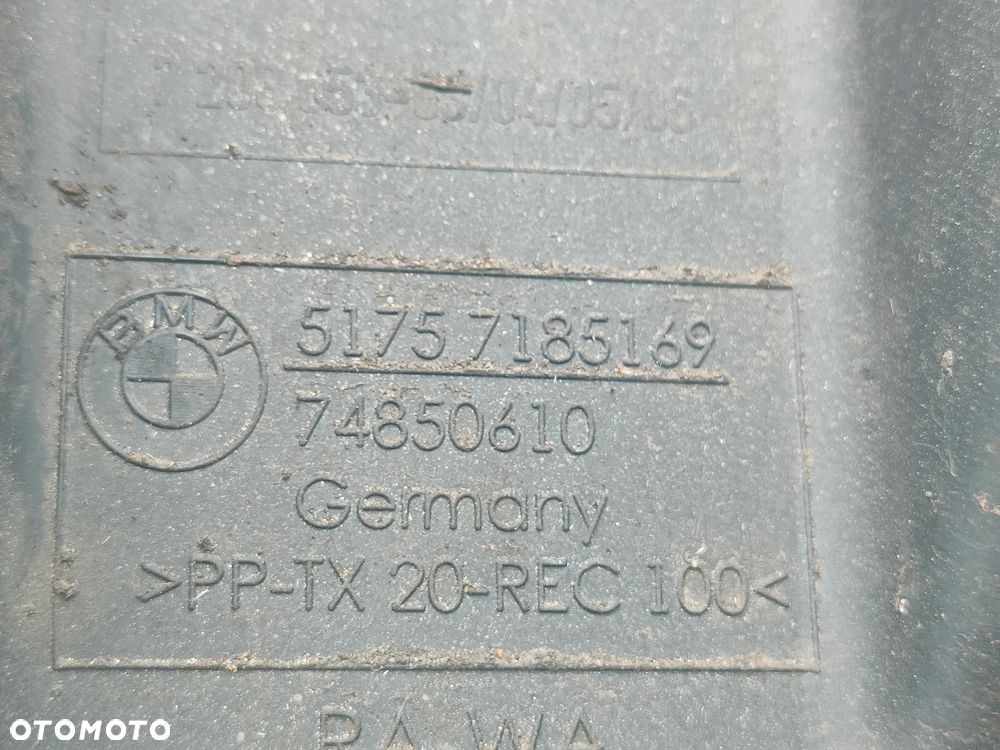 BMW
5175 7185169
74850610
Germany
>PP-TX 20-REC 100<
OTOMOTO